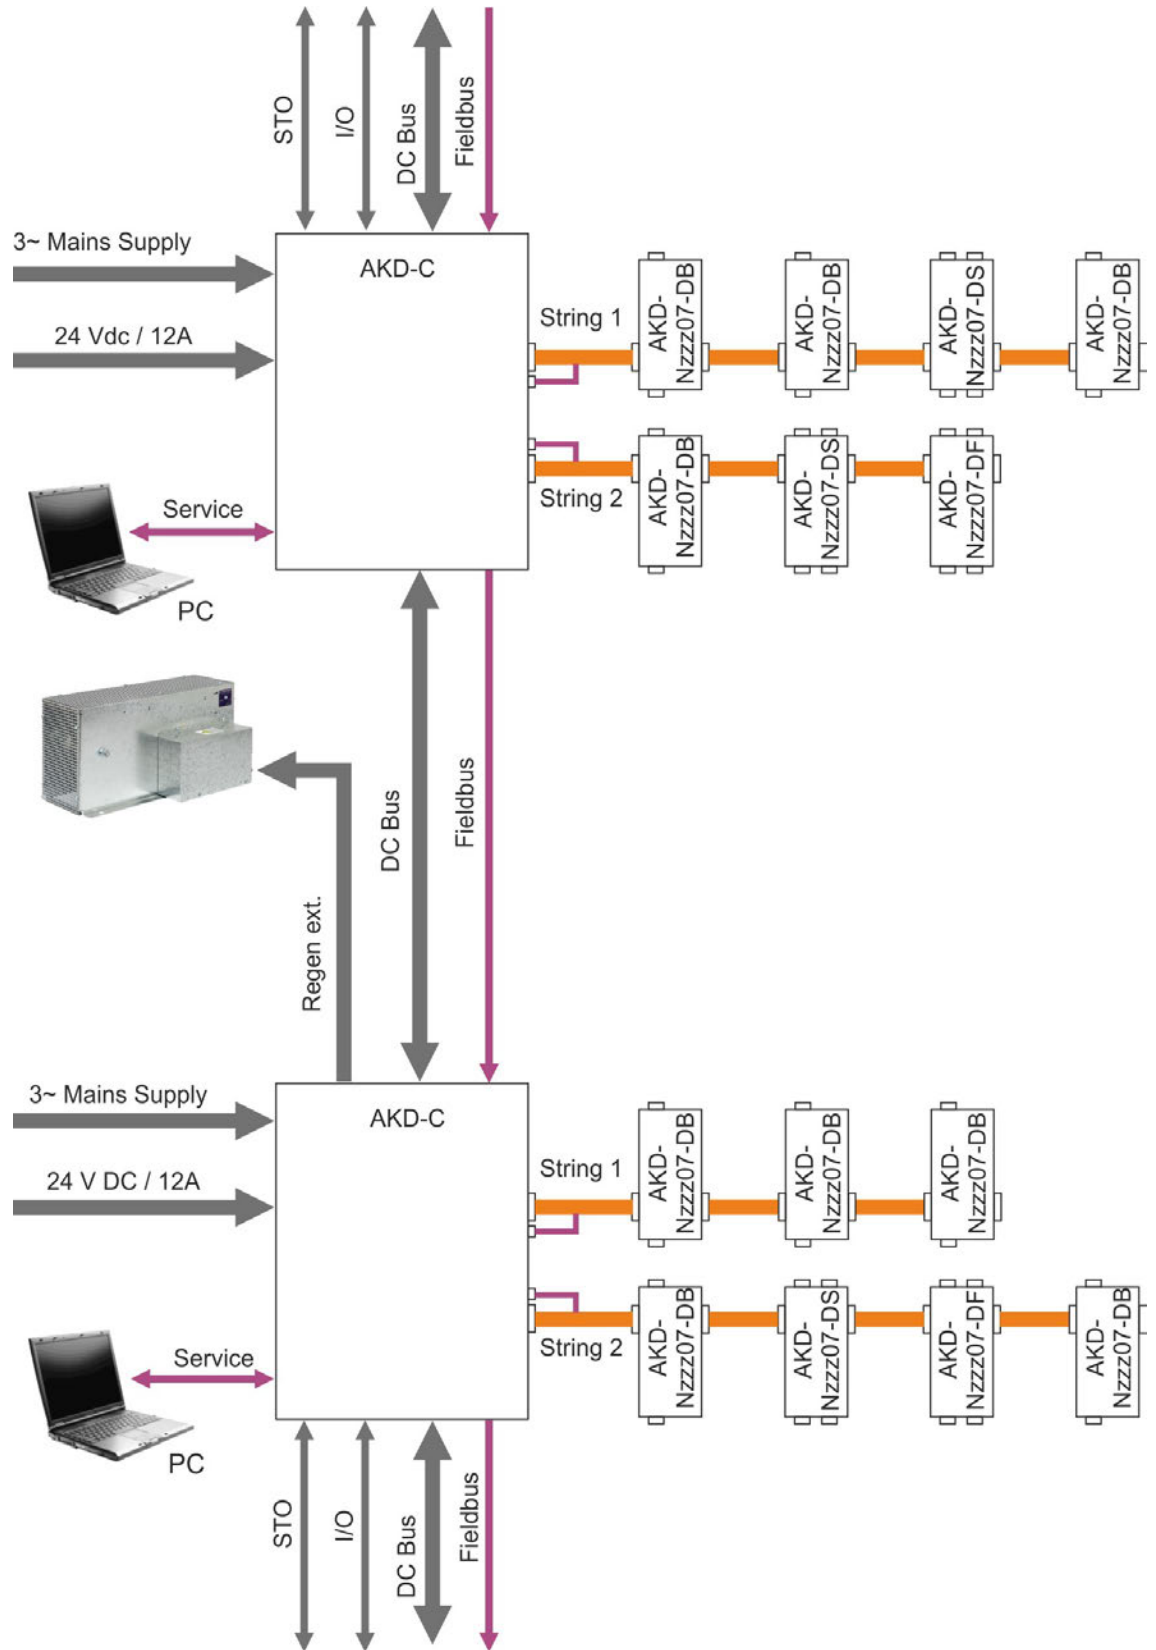 STO
I/O
DC Bus
Fieldbus
3~ Mains Supply
AKD-C
24 Vdc / 12A
String 1
AKD-
Nzzz07-DB
AKD-
Nzzz07-DB
AKD-
Nzzz07-DS
AKD-
Nzzz07-DB
Service
PC
String 2
AKD-
Nzzz07-DB
AKD-
Nzzz07-DS
AKD-
Nzzz07-DF
Regen ext.
DC Bus
Fieldbus
3~ Mains Supply
AKD-C
24 V DC / 12A
String 1
AKD-
Nzzz07-DB
AKD-
Nzzz07-DB
AKD-
Nzzz07-DB
Service
PC
String 2
AKD-
Nzzz07-DB
AKD-
Nzzz07-DS
AKD-
Nzzz07-DF
AKD-
Nzzz07-DB
STO
I/O
DC Bus
Fieldbus